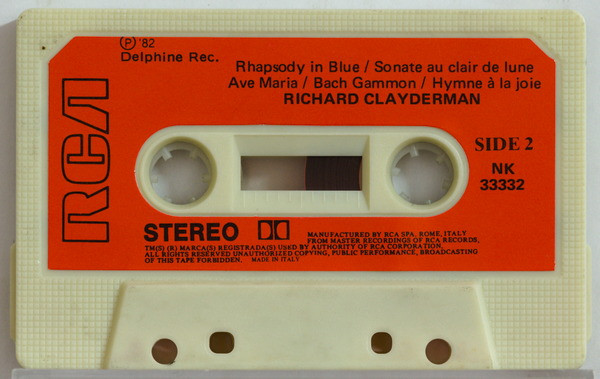 Ⓟ '82
Delphine Rec.
Rhapsody in Blue / Sonate au clair de lune
Ave Maria / Bach Gammon / Hymne à la joie
RICHARD CLAYDERMAN
RCA
SIDE 2
NK
33332
STEREO
MANUFACTURED BY RCA SPA. ROME, ITALY
FROM MASTER RECORDINGS OF RCA RECORDS,
TM(S) (R) MARCA(S) REGISTRADA(S) USED BY AUTHORITY OF RCA CORPORATION.
ALL RIGHTS RESERVED UNAUTHORIZED COPYING, PUBLIC PERFORMANCE, BROADCASTING
OF THIS TAPE FORBIDDEN. MADE IN ITALY